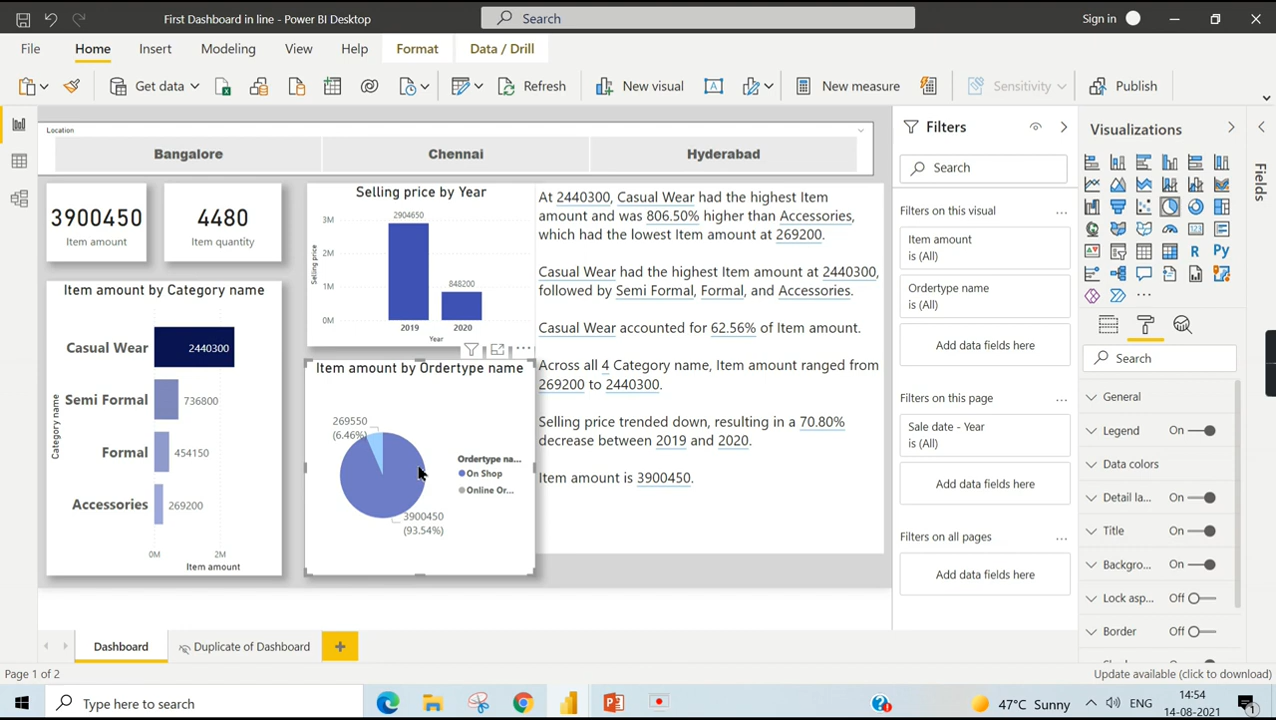 First Dashboard in line - Power BI Desktop
Search
Sign in
File
Home
Insert
Modeling
View
Help
Format
Data / Drill
Get data
Refresh
New visual
New measure
Sensitivity
Publish
Location
Bangalore
Chennai
Hyderabad
3900450
Item amount
4480
Item quantity
Item amount by Category name
Category name
Casual Wear
2440300
Semi Formal
736800
Formal
454150
Accessories
269200
0M
2M
Item amount
Selling price by Year
Selling price
3M
2M
1M
0M
2904650
848200
2019
2020
Year
Item amount by Ordertype name
269550
(6.46%)
3900450
(93.54%)
Ordertype na...
On Shop
Online Or...
At 2440300, Casual Wear had the highest Item
amount and was 806.50% higher than Accessories,
which had the lowest Item amount at 269200.
Casual Wear had the highest Item amount at 2440300,
followed by Semi Formal, Formal, and Accessories.
Casual Wear accounted for 62.56% of Item amount.
Across all 4 Category name, Item amount ranged from
269200 to 2440300.
Selling price trended down, resulting in a 70.80%
decrease between 2019 and 2020.
Item amount is 3900450.
Filters
Search
Filters on this visual
...
Item amount
is (All)
Ordertype name
is (All)
Add data fields here
Filters on this page
...
Sale date - Year
is (All)
Add data fields here
Filters on all pages
...
Add data fields here
Visualizations
R
Py
123
...
Search
General
Legend
On
Data colors
Detail la...
On
Title
On
Backgro...
On
Lock asp...
Off
Border
Off
Fields
Dashboard
Duplicate of Dashboard
Page 1 of 2
Update available (click to download)
Type here to search
47°C Sunny
ENG
14:54
14-08-2021
1